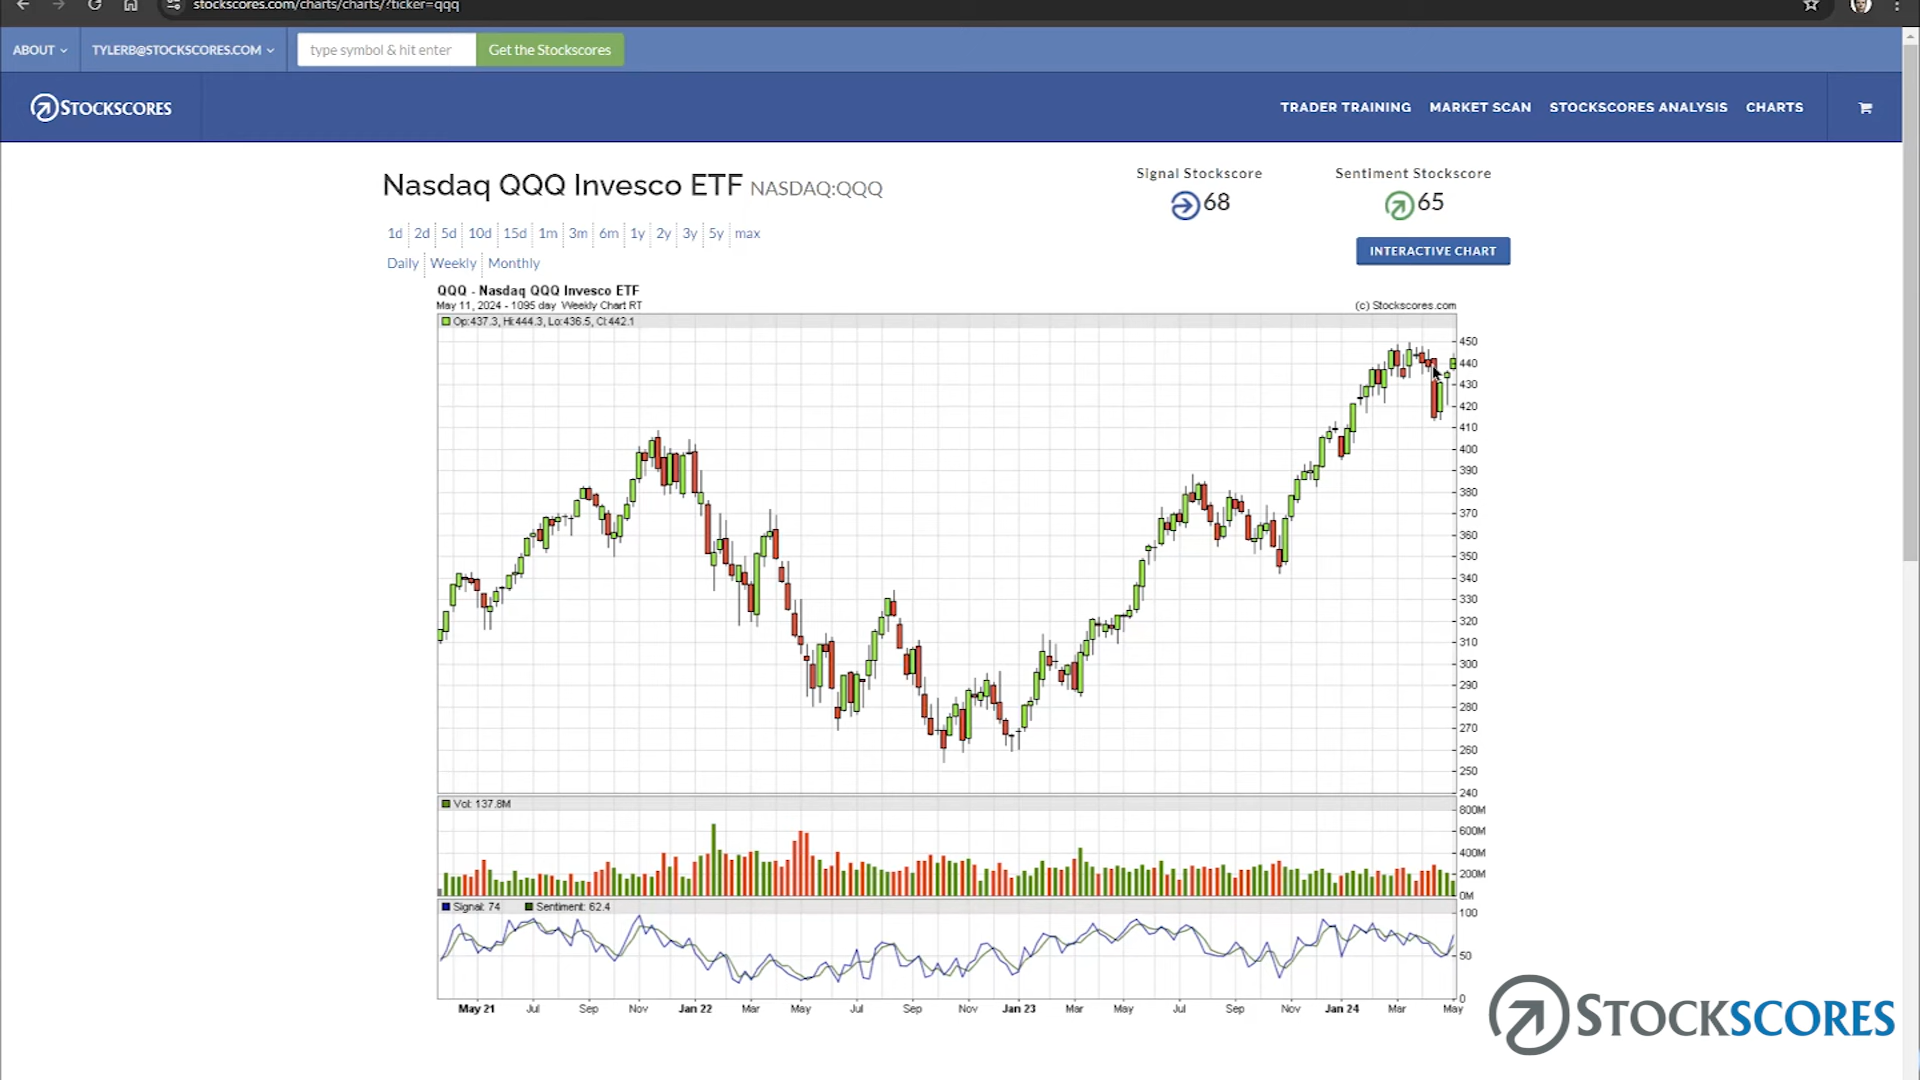 stockscores.com/charts/charts/?ticker=qqq
ABOUT TYLERB@STOCKSCORES.COM type symbol & hit enter Get the Stockscores
STOCKSCORES TRADER TRAINING MARKET SCAN STOCKSCORES ANALYSIS CHARTS
Nasdaq QQQ Invesco ETF NASDAQ:QQQ
Signal Stockscore Sentiment Stockscore
68 65
1d 2d 5d 10d 15d 1m 3m 6m 1y 2y 3y 5y max
INTERACTIVE CHART
Daily Weekly Monthly
QQQ - Nasdaq QQQ Invesco ETF
May 11, 2024 - 1095 day Weekly Chart RT (c) Stockscores.com
Op:437.3, Hi:444.3, Lo:436.5, Cl:442.1
450
440
430
420
410
400
390
380
370
360
350
340
330
320
310
300
290
280
270
260
250
240
Vol: 137.8M
800M
600M
400M
200M
0M
Signal: 74 Sentiment: 62.4
100
50
0
May 21 Jul Sep Nov Jan 22 Mar May Jul Sep Nov Jan 23 Mar May Jul Sep Nov Jan 24 Mar May
STOCKSCORES